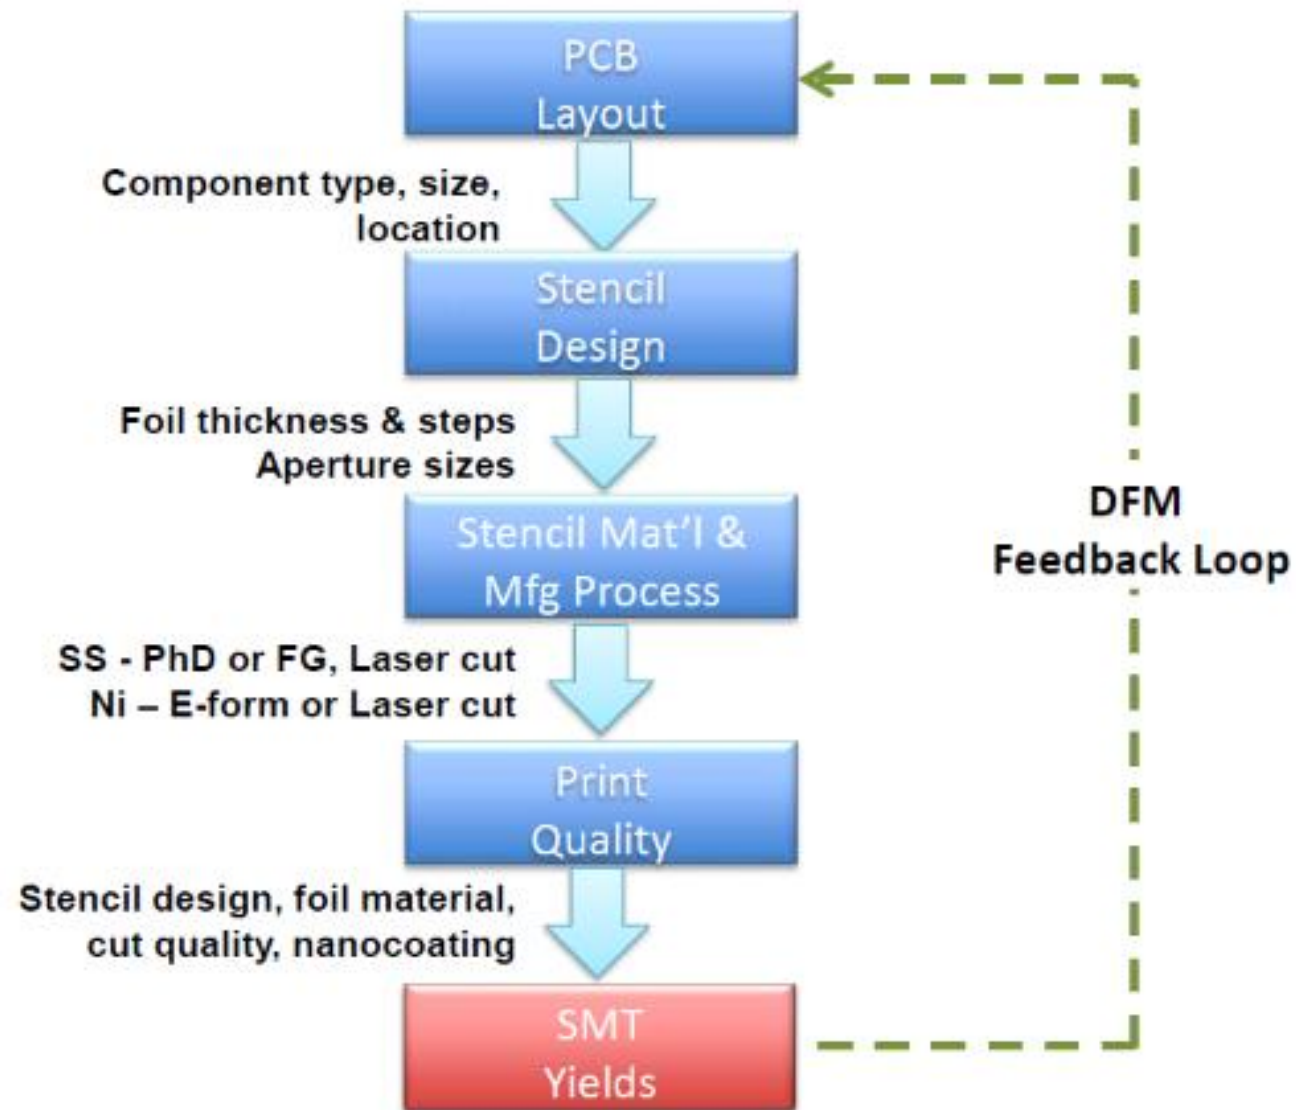 PCB
Layout
Component type, size,
location
Stencil
Design
Foil thickness & steps
Aperture sizes
Stencil Mat'l &
Mfg Process
SS - PhD or FG, Laser cut
Ni – E-form or Laser cut
Print
Quality
Stencil design, foil material,
cut quality, nanocoating
SMT
Yields
DFM
Feedback Loop